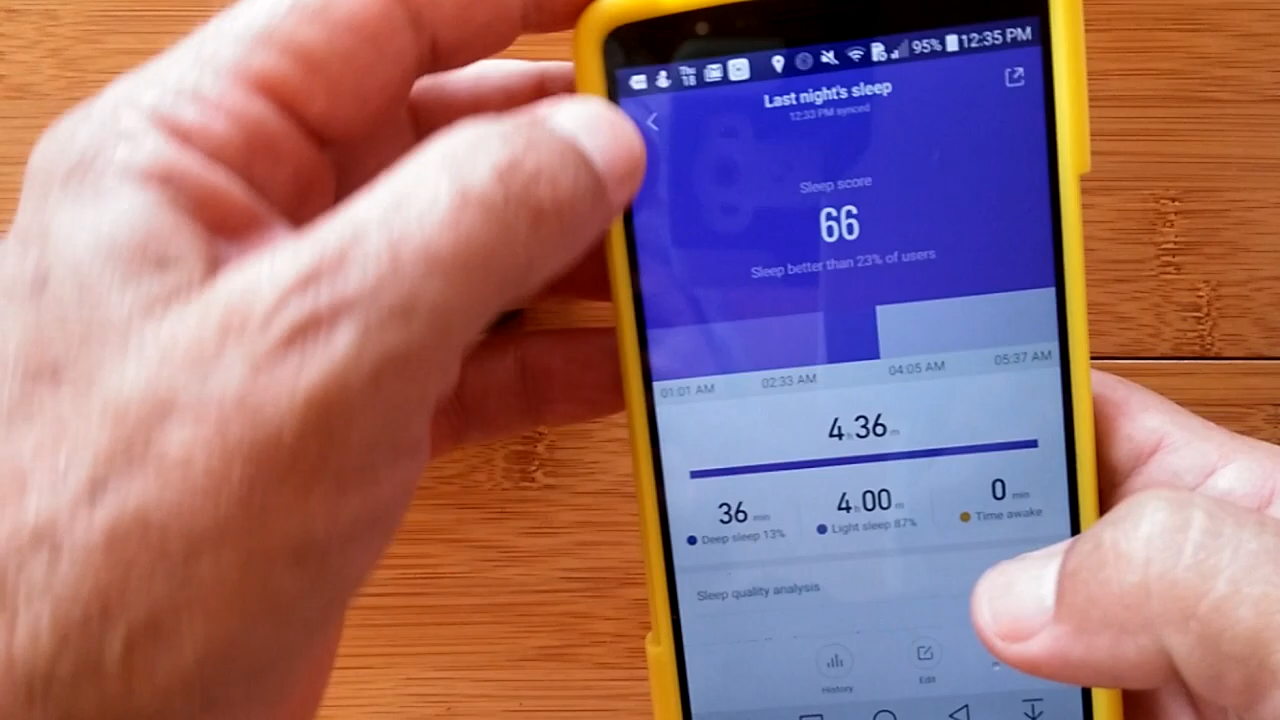 Thu 18 95% 12:35 PM
Last night's sleep
12:33 PM synced
Sleep score
66
Sleep better than 23% of users
01:01 AM 02:33 AM 04:05 AM 05:37 AM
4 h 36 m
36 min 4 h 00 m 0 min
Deep sleep 13% Light sleep 87% Time awake
Sleep quality analysis
History Edit